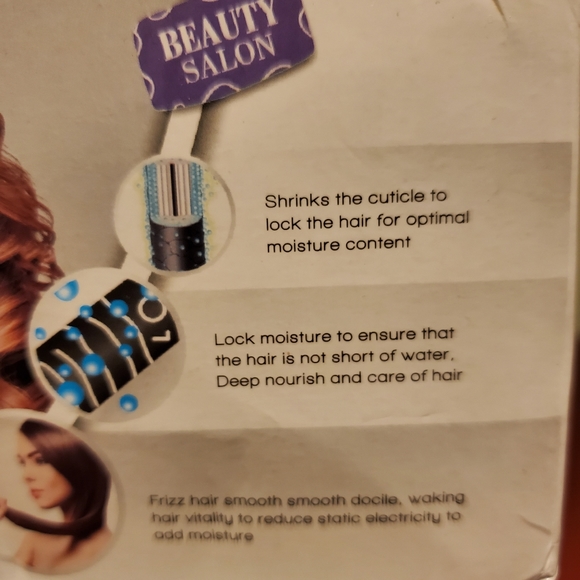 BEAUTY
SALON
Shrinks the cuticle to
lock the hair for optimal
moisture content
Lock moisture to ensure that
the hair is not short of water.
Deep nourish and care of hair
Frizz hair smooth smooth docile, waking
hair vitality to reduce static electricity to
add moisture